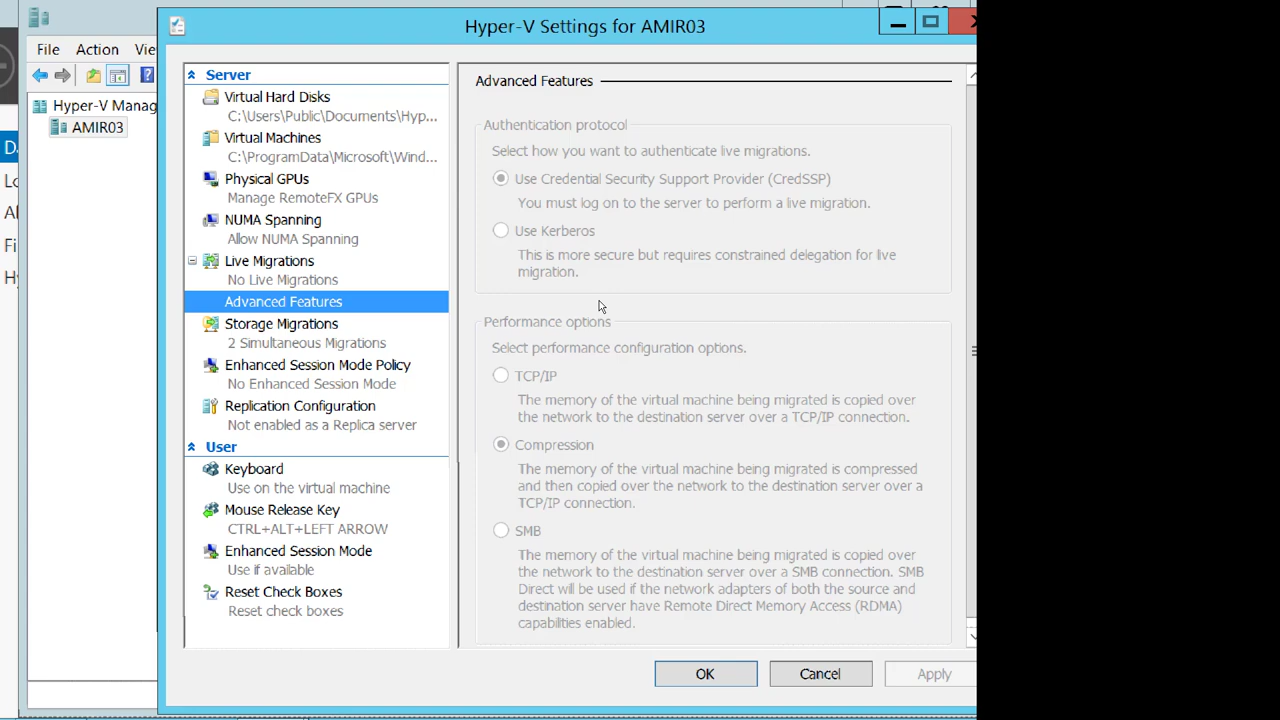 Hyper-V Settings for AMIR03
File Action
Hyper-V Manag
AMIR03
Server
Virtual Hard Disks
C:\Users\Public\Documents\Hyp...
Virtual Machines
C:\ProgramData\Microsoft\Wind...
Physical GPUs
Manage RemoteFX GPUs
NUMA Spanning
Allow NUMA Spanning
Live Migrations
No Live Migrations
Advanced Features
Storage Migrations
2 Simultaneous Migrations
Enhanced Session Mode Policy
No Enhanced Session Mode
Replication Configuration
Not enabled as a Replica server
User
Keyboard
Use on the virtual machine
Mouse Release Key
CTRL+ALT+LEFT ARROW
Enhanced Session Mode
Use if available
Reset Check Boxes
Reset check boxes
Advanced Features
Authentication protocol
Select how you want to authenticate live migrations.
Use Credential Security Support Provider (CredSSP)
You must log on to the server to perform a live migration.
Use Kerberos
This is more secure but requires constrained delegation for live
migration.
Performance options
Select performance configuration options.
TCP/IP
The memory of the virtual machine being migrated is copied over
the network to the destination server over a TCP/IP connection.
Compression
The memory of the virtual machine being migrated is compressed
and then copied over the network to the destination server over a
TCP/IP connection.
SMB
The memory of the virtual machine being migrated is copied over
the network to the destination server over a SMB connection. SMB
Direct will be used if the network adapters of both the source and
destination server have Remote Direct Memory Access (RDMA)
capabilities enabled.
OK Cancel Apply